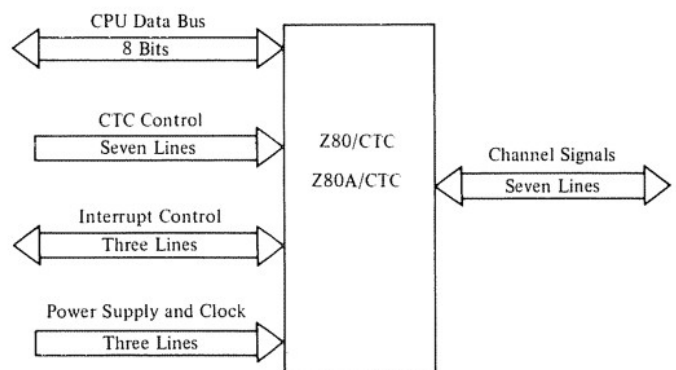 CPU Data Bus
8 Bits
CTC Control
Seven Lines
Interrupt Control
Three Lines
Power Supply and Clock
Three Lines
Z80/CTC
Z80A/CTC
Channel Signals
Seven Lines